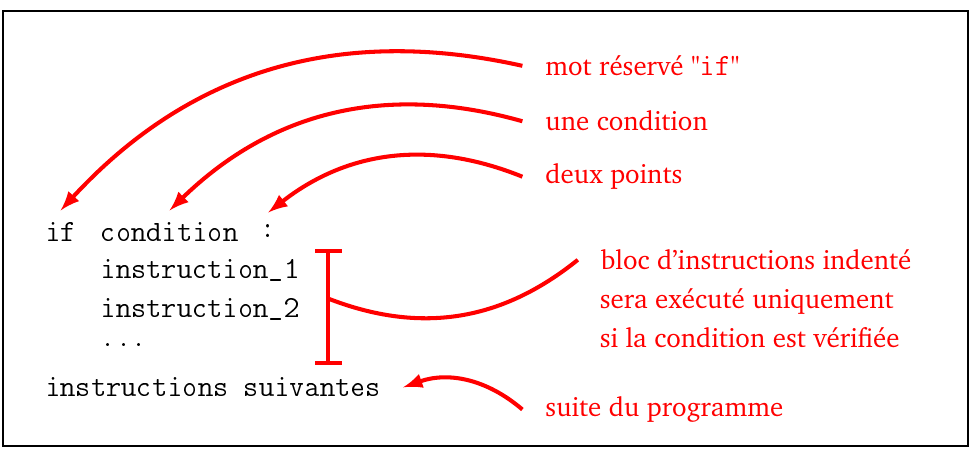 mot réservé "if"
une condition
deux points
if condition :
instruction_1
instruction_2
...
bloc d'instructions indenté
sera exécuté uniquement
si la condition est vérifiée
instructions suivantes
suite du programme